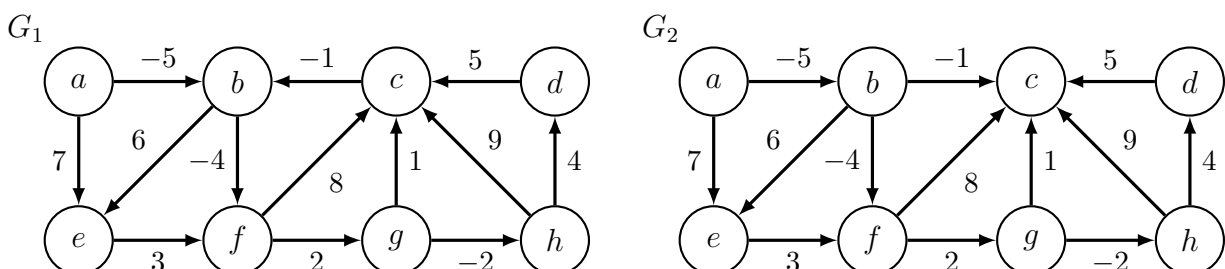 G₁ G₂
−5 −1 5 −5 −1 5
a b c d a b c d
7 6 −4 8 1 9 4 7 6 −4 8 1 9 4
e f g h e f g h
3 2 −2 3 2 −2